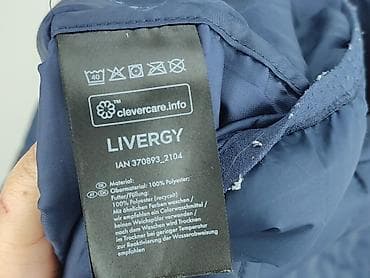 40
clevercare.info
LIVERGY
IAN 370893_2104
Material:
Obermaterial: 100% Polyester;
Futter/Füllung:
100% Polyester (recycelt)
Mit ähnlichen Farben waschen/
wir empfehlen ein Colorwaschmittel/
keinen Weichspüler verwenden/
nach dem Waschen wird Trocknen
im Trockner bei geringer Temperatur
zur Reaktivierung der Wasserabweisung
empfohlen.